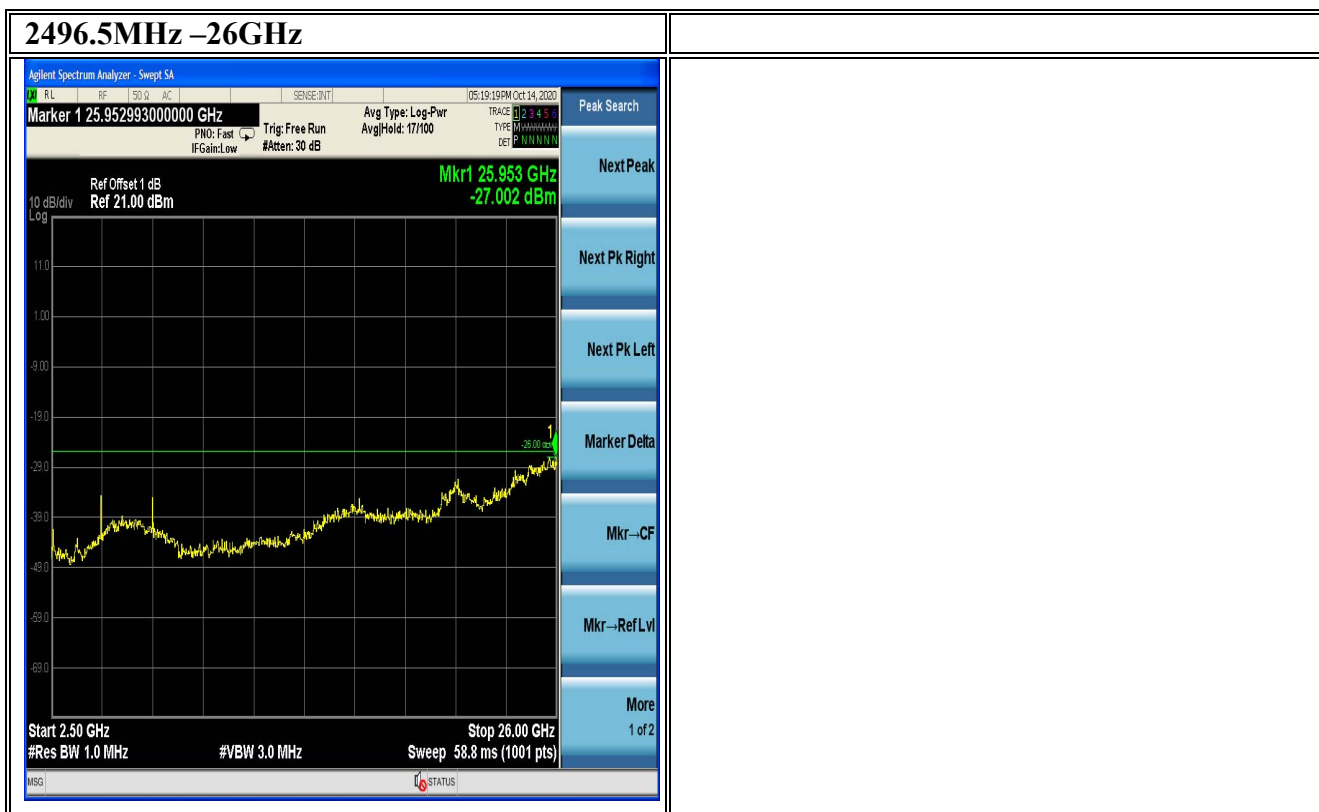 2496.5MHz –26GHz
Agilent Spectrum Analyzer - Swept SA
RL RF 50 Ω AC SENSE:INT 05:19:19PM Oct 14, 2020
Marker 1 25.952993000000 GHz
PNO: Fast
IFGain:Low
Trig: Free Run
#Atten: 30 dB
Avg Type: Log-Pwr
Avg|Hold: 17/100
TRACE 1 2 3 4 5 6
TYPE M
DET P N N N N N
Peak Search
Mkr1 25.953 GHz
-27.002 dBm
Ref Offset 1 dB
10 dB/div Ref 21.00 dBm
Log
11.0
1.00
-9.00
-19.0
-29.0
-39.0
-49.0
-59.0
-69.0
1
-26.00 dBm
Start 2.50 GHz
Stop 26.00 GHz
#Res BW 1.0 MHz
#VBW 3.0 MHz
Sweep 58.8 ms (1001 pts)
Next Peak
Next Pk Right
Next Pk Left
Marker Delta
Mkr→CF
Mkr→Ref Lvl
More
1 of 2
MSG
STATUS